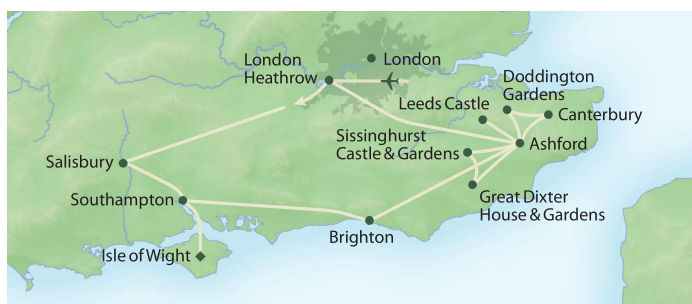 London
Heathrow
London
Doddington
Gardens
Leeds Castle
Canterbury
Sissinghurst
Castle & Gardens
Ashford
Salisbury
Southampton
Great Dixter
House & Gardens
Brighton
Isle of Wight